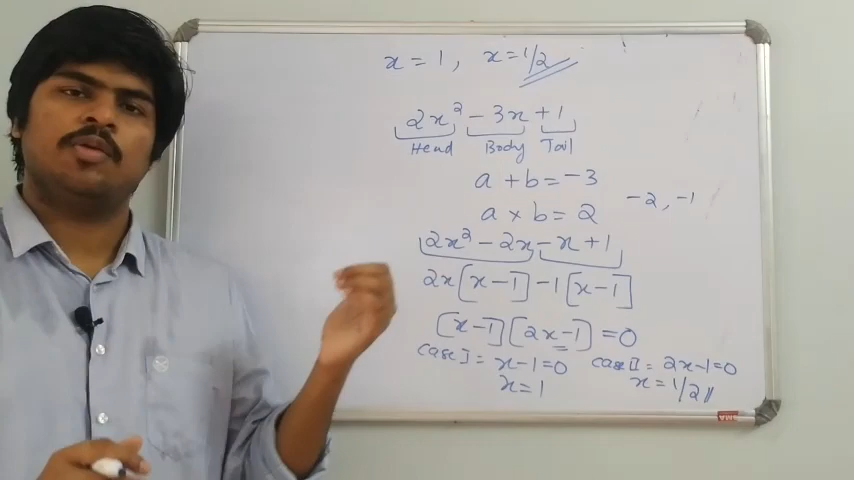 x = 1, x = 1/2
2x² - 3x + 1
Head Body Tail
a + b = -3
a × b = 2 -2, -1
2x² - 2x - x + 1
2x[x-1] -1[x-1]
[x-1][2x-1] = 0
case I = x-1=0 case II = 2x-1=0
x = 1 x = 1/2